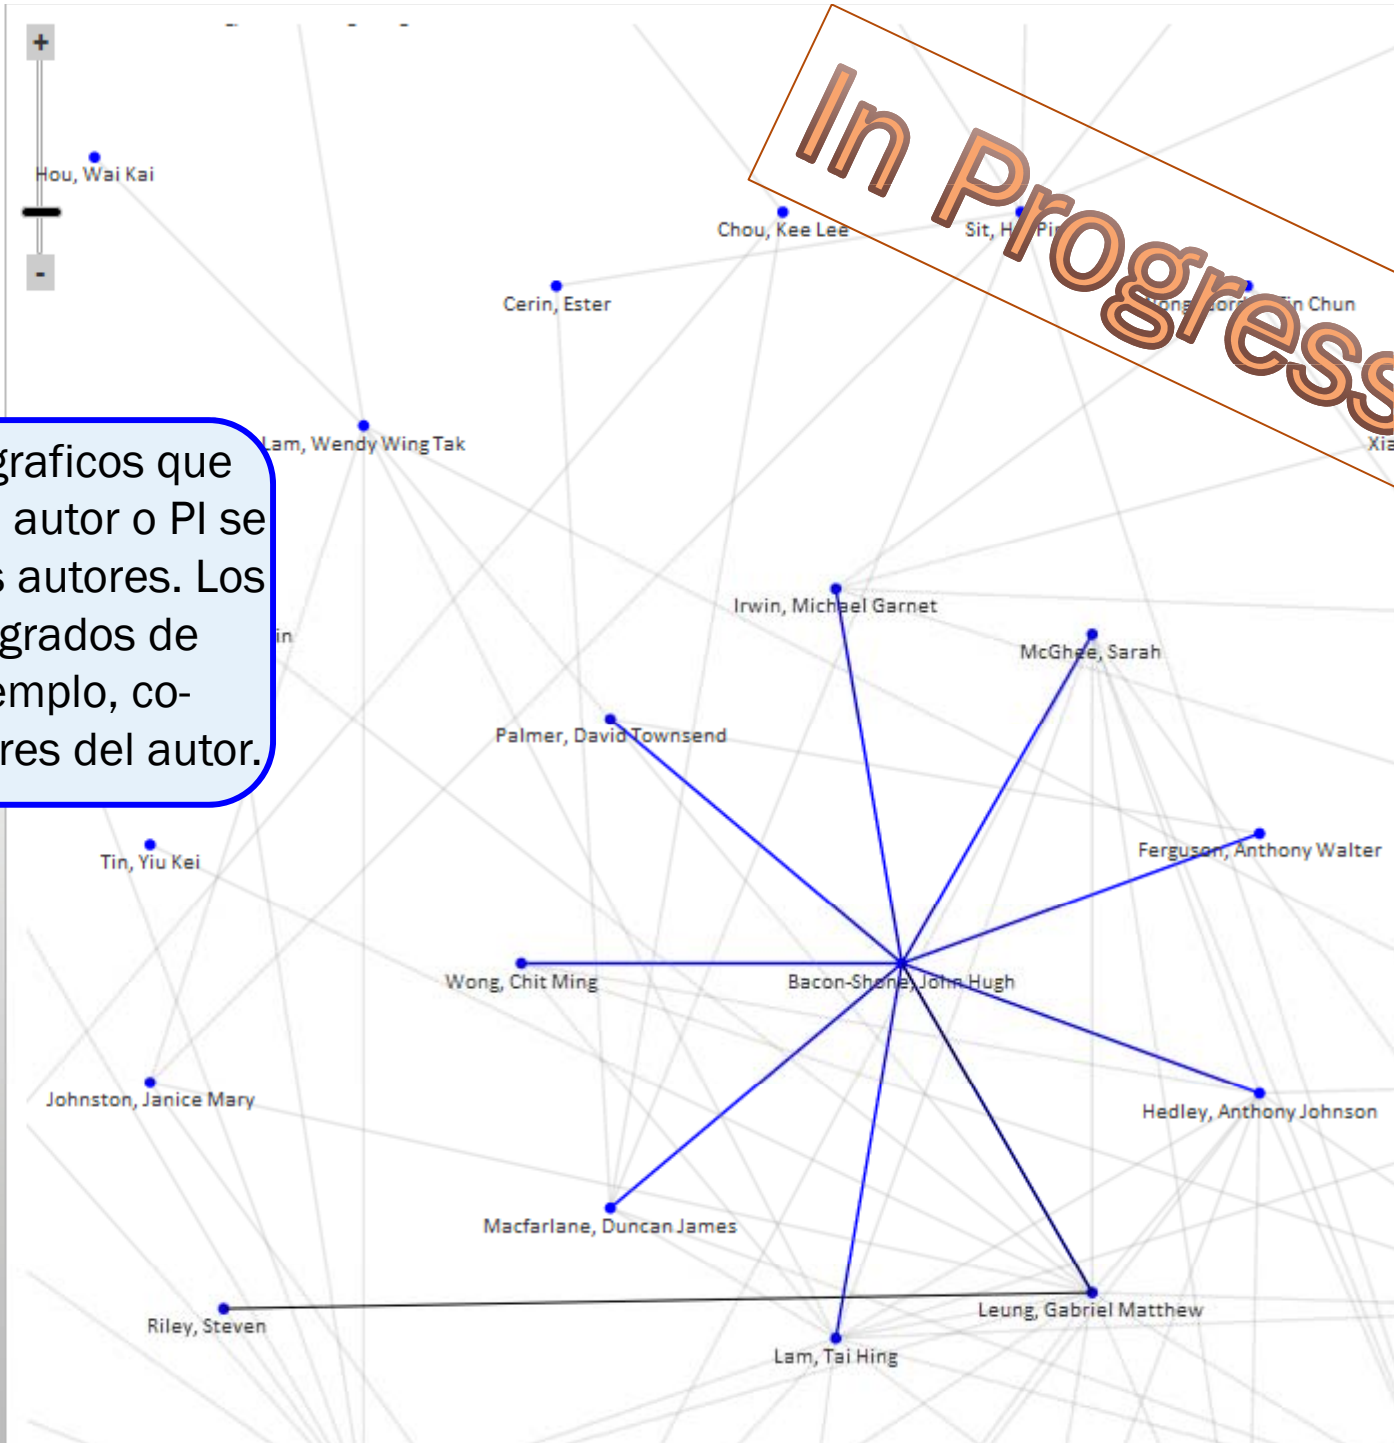 +
In Progress
Hou, Wai Kai
-
Chou, Kee Lee
Sit,
Cerin, Ester
Chun
Lam, Wendy Wing Tak
graficos que
autor o PI se
autores. Los
grados de
co-
del autor.
Irwin, Michael Garnet
McGhee, Sarah
Palmer, David Townsend
Ferguson, Anthony Walter
Tin, Yiu Kei
Wong, Chit Ming
Bacon-Shone, John Hugh
Johnston, Janice Mary
Hedley, Anthony Johnson
Macfarlane, Duncan James
Leung, Gabriel Matthew
Riley, Steven
Lam, Tai Hing